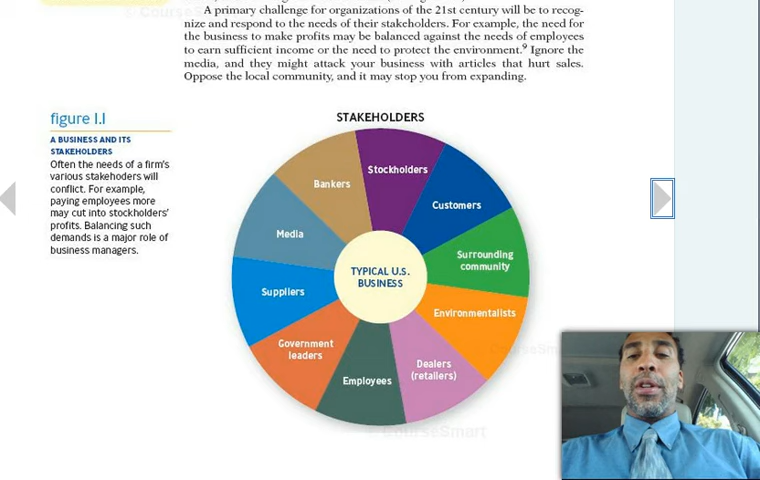 A primary challenge for organizations of the 21st century will be to recog-
nize and respond to the needs of their stakeholders. For example, the need for
the business to make profits may be balanced against the needs of employees
to earn sufficient income or the need to protect the environment.9 Ignore the
media, and they might attack your business with articles that hurt sales.
Oppose the local community, and it may stop you from expanding.
figure 1.1
A BUSINESS AND ITS
STAKEHOLDERS
Often the needs of a firm's
various stakehoders will
conflict. For example,
paying employees more
may cut into stockholders'
profits. Balancing such
demands is a major role of
business managers.
STAKEHOLDERS
Stockholders
Bankers
Customers
Media
Surrounding
community
TYPICAL U.S.
BUSINESS
Suppliers
Environmentalists
Government
leaders
Dealers
(retailers)
Employees
CourseSmart